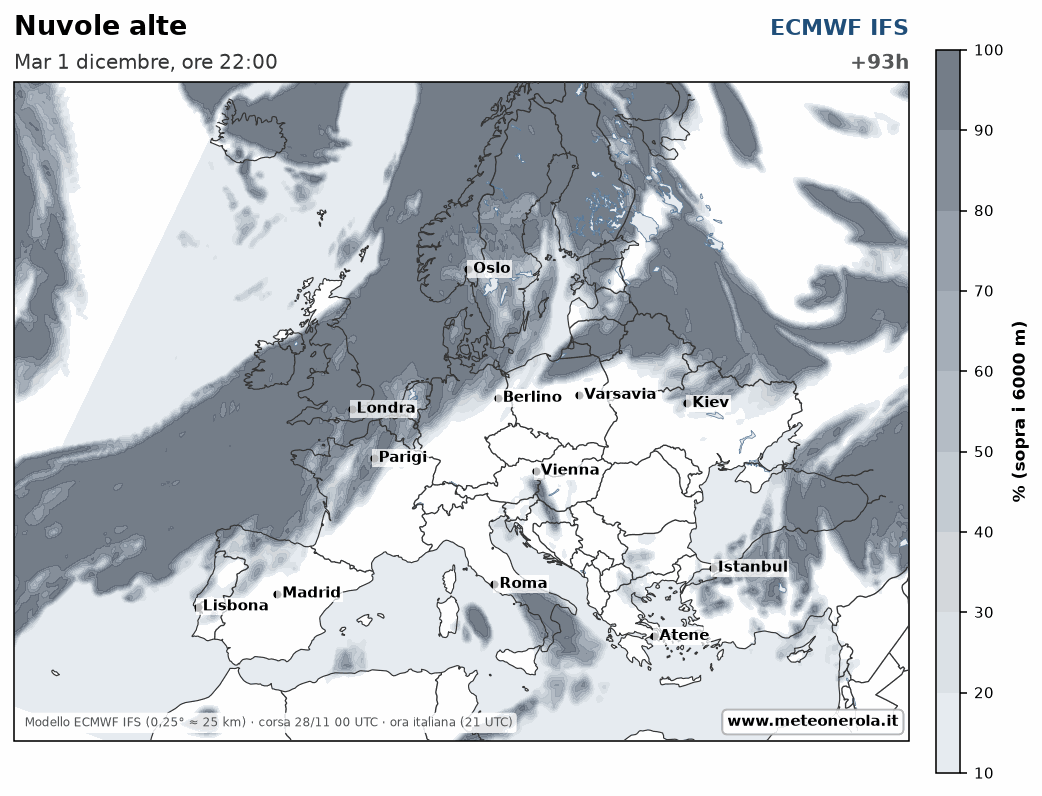 Nuvole alte
ECMWF IFS
Mar 1 dicembre, ore 22:00
+93h
100
90
80
70
60
50
40
30
20
10
% (sopra i 6000 m)
Oslo
Londra
Berlino
Varsavia
Kiev
Parigi
Vienna
Istanbul
Roma
Madrid
Lisbona
Atene
Modello ECMWF IFS (0,25° ≈ 25 km) · corsa 28/11 00 UTC · ora italiana (21 UTC)
www.meteonerola.it